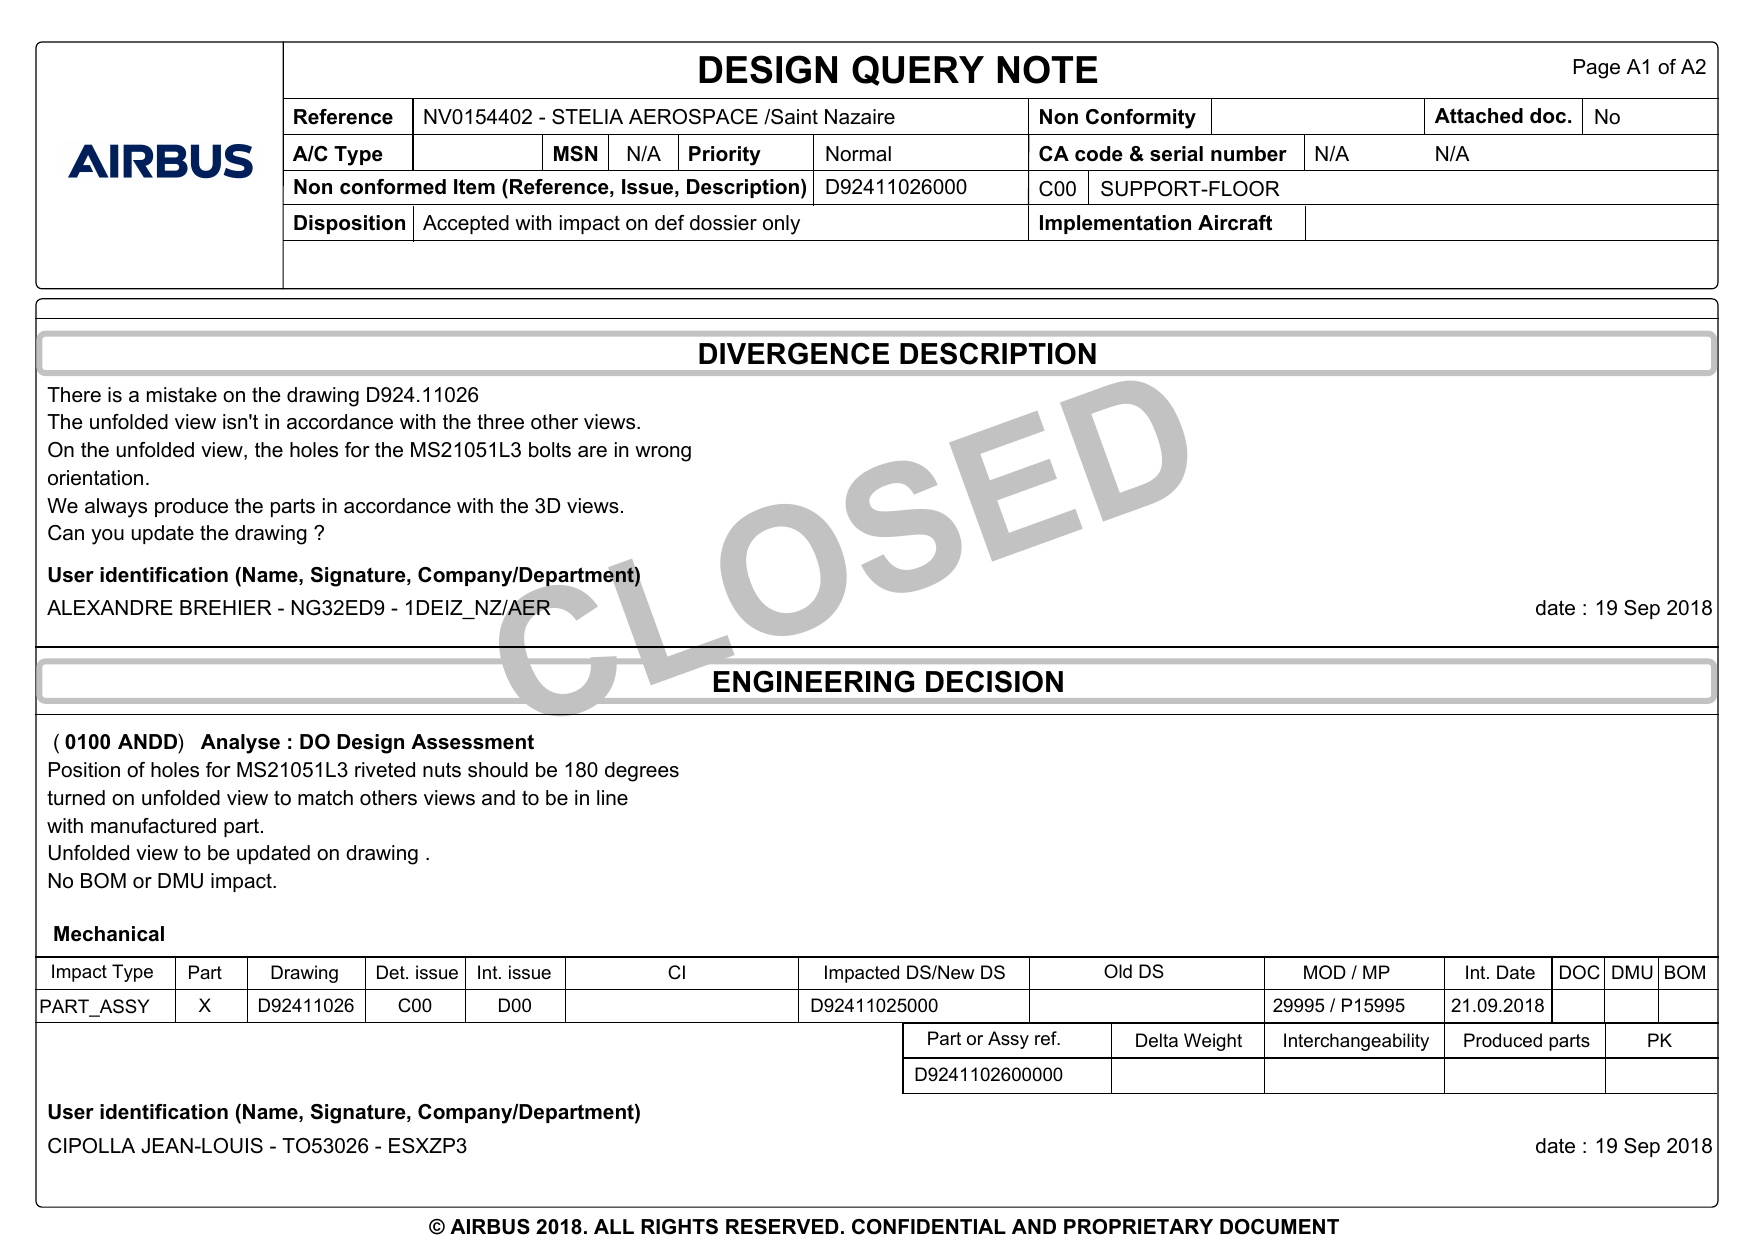 DESIGN QUERY NOTE
Page A1 of A2
AIRBUS
Reference NV0154402 - STELIA AEROSPACE /Saint Nazaire Non Conformity Attached doc. No
A/C Type MSN N/A Priority Normal CA code & serial number N/A N/A
Non conformed Item (Reference, Issue, Description) D92411026000 C00 SUPPORT-FLOOR
Disposition Accepted with impact on def dossier only Implementation Aircraft
DIVERGENCE DESCRIPTION
There is a mistake on the drawing D924.11026
The unfolded view isn't in accordance with the three other views.
On the unfolded view, the holes for the MS21051L3 bolts are in wrong
orientation.
We always produce the parts in accordance with the 3D views.
Can you update the drawing ?
CLOSED
User identification (Name, Signature, Company/Department)
ALEXANDRE BREHIER - NG32ED9 - 1DEIZ_NZ/AER date : 19 Sep 2018
ENGINEERING DECISION
( 0100 ANDD) Analyse : DO Design Assessment
Position of holes for MS21051L3 riveted nuts should be 180 degrees
turned on unfolded view to match others views and to be in line
with manufactured part.
Unfolded view to be updated on drawing .
No BOM or DMU impact.
Mechanical
Impact Type Part Drawing Det. issue Int. issue CI Impacted DS/New DS Old DS MOD / MP Int. Date DOC DMU BOM
PART_ASSY X D92411026 C00 D00 D92411025000 29995 / P15995 21.09.2018
Part or Assy ref. Delta Weight Interchangeability Produced parts PK
D9241102600000
User identification (Name, Signature, Company/Department)
CIPOLLA JEAN-LOUIS - TO53026 - ESXZP3 date : 19 Sep 2018
© AIRBUS 2018. ALL RIGHTS RESERVED. CONFIDENTIAL AND PROPRIETARY DOCUMENT